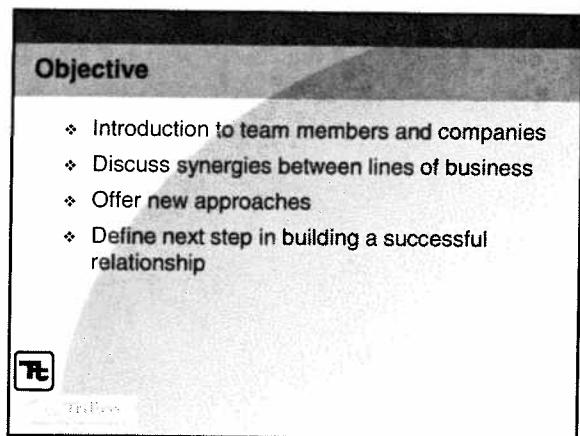 Objective
❖ Introduction to team members and companies
❖ Discuss synergies between lines of business
❖ Offer new approaches
❖ Define next step in building a successful
relationship